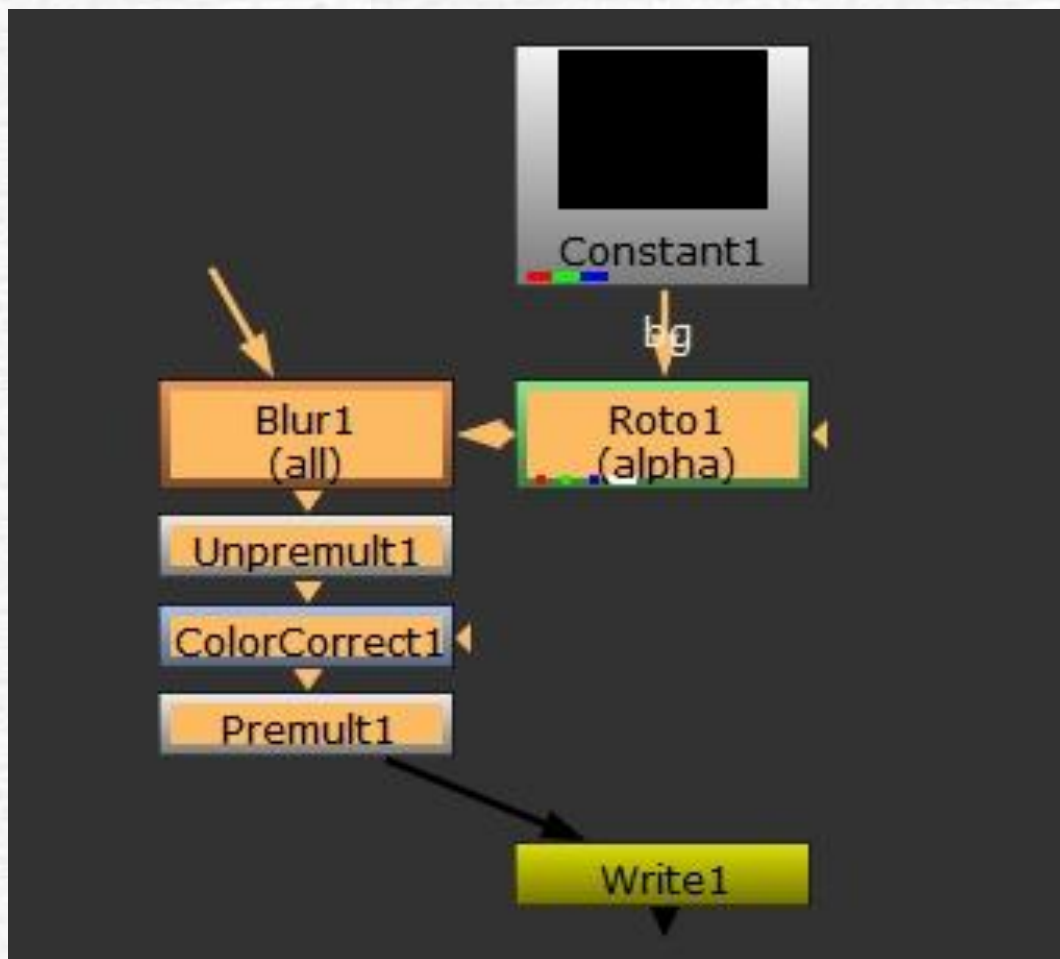 Constant1
bg
Blur1
(all)
Roto1
(alpha)
Unpremult1
ColorCorrect1
Premult1
Write1